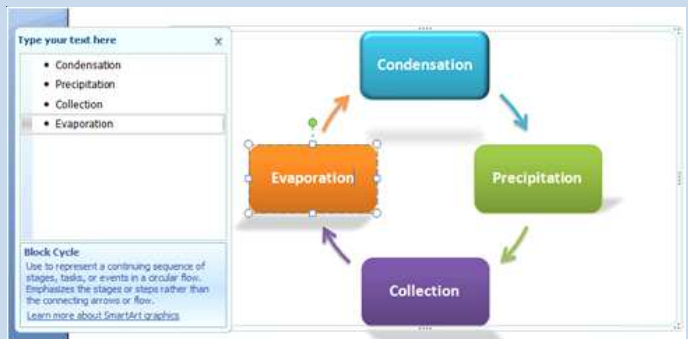 Type your text here
x
• Condensation
• Precipitation
• Collection
• Evaporation
Block Cycle
Use to represent a continuing sequence of
stages, tasks, or events in a circular flow.
Emphasizes the stages or steps rather than
the connecting arrows or flow.
Learn more about SmartArt graphics
Condensation
Evaporation
Precipitation
Collection